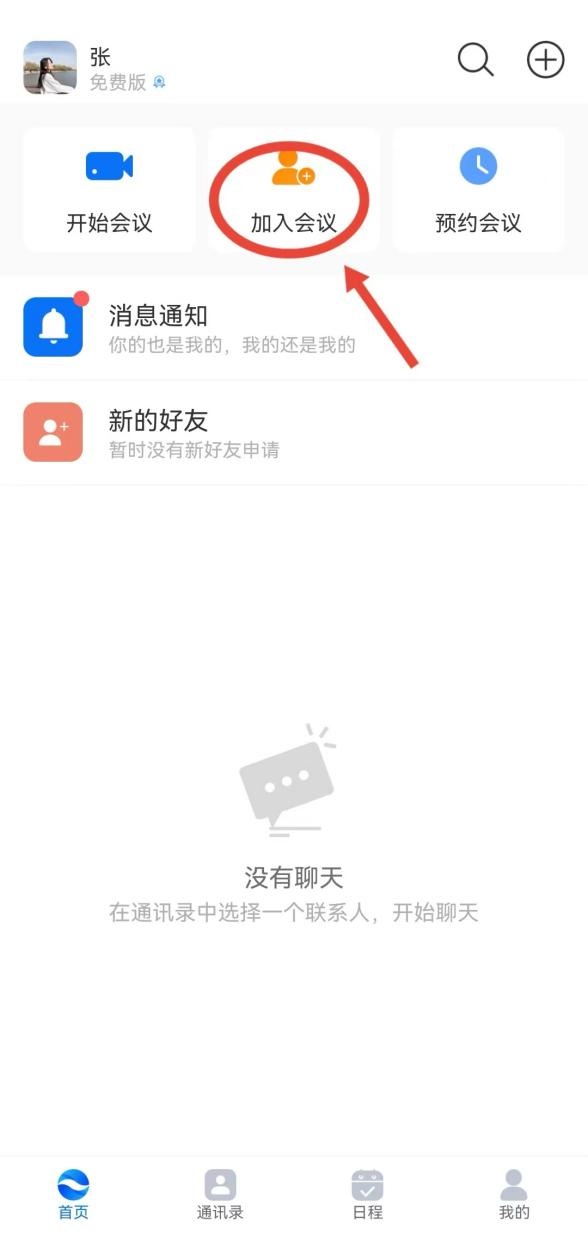 张
免费版
开始会议
加入会议
预约会议
消息通知
你的也是我的，我的还是我的
新的好友
暂时没有新好友申请
没有聊天
在通讯录中选择一个联系人，开始聊天
首页
通讯录
日程
我的